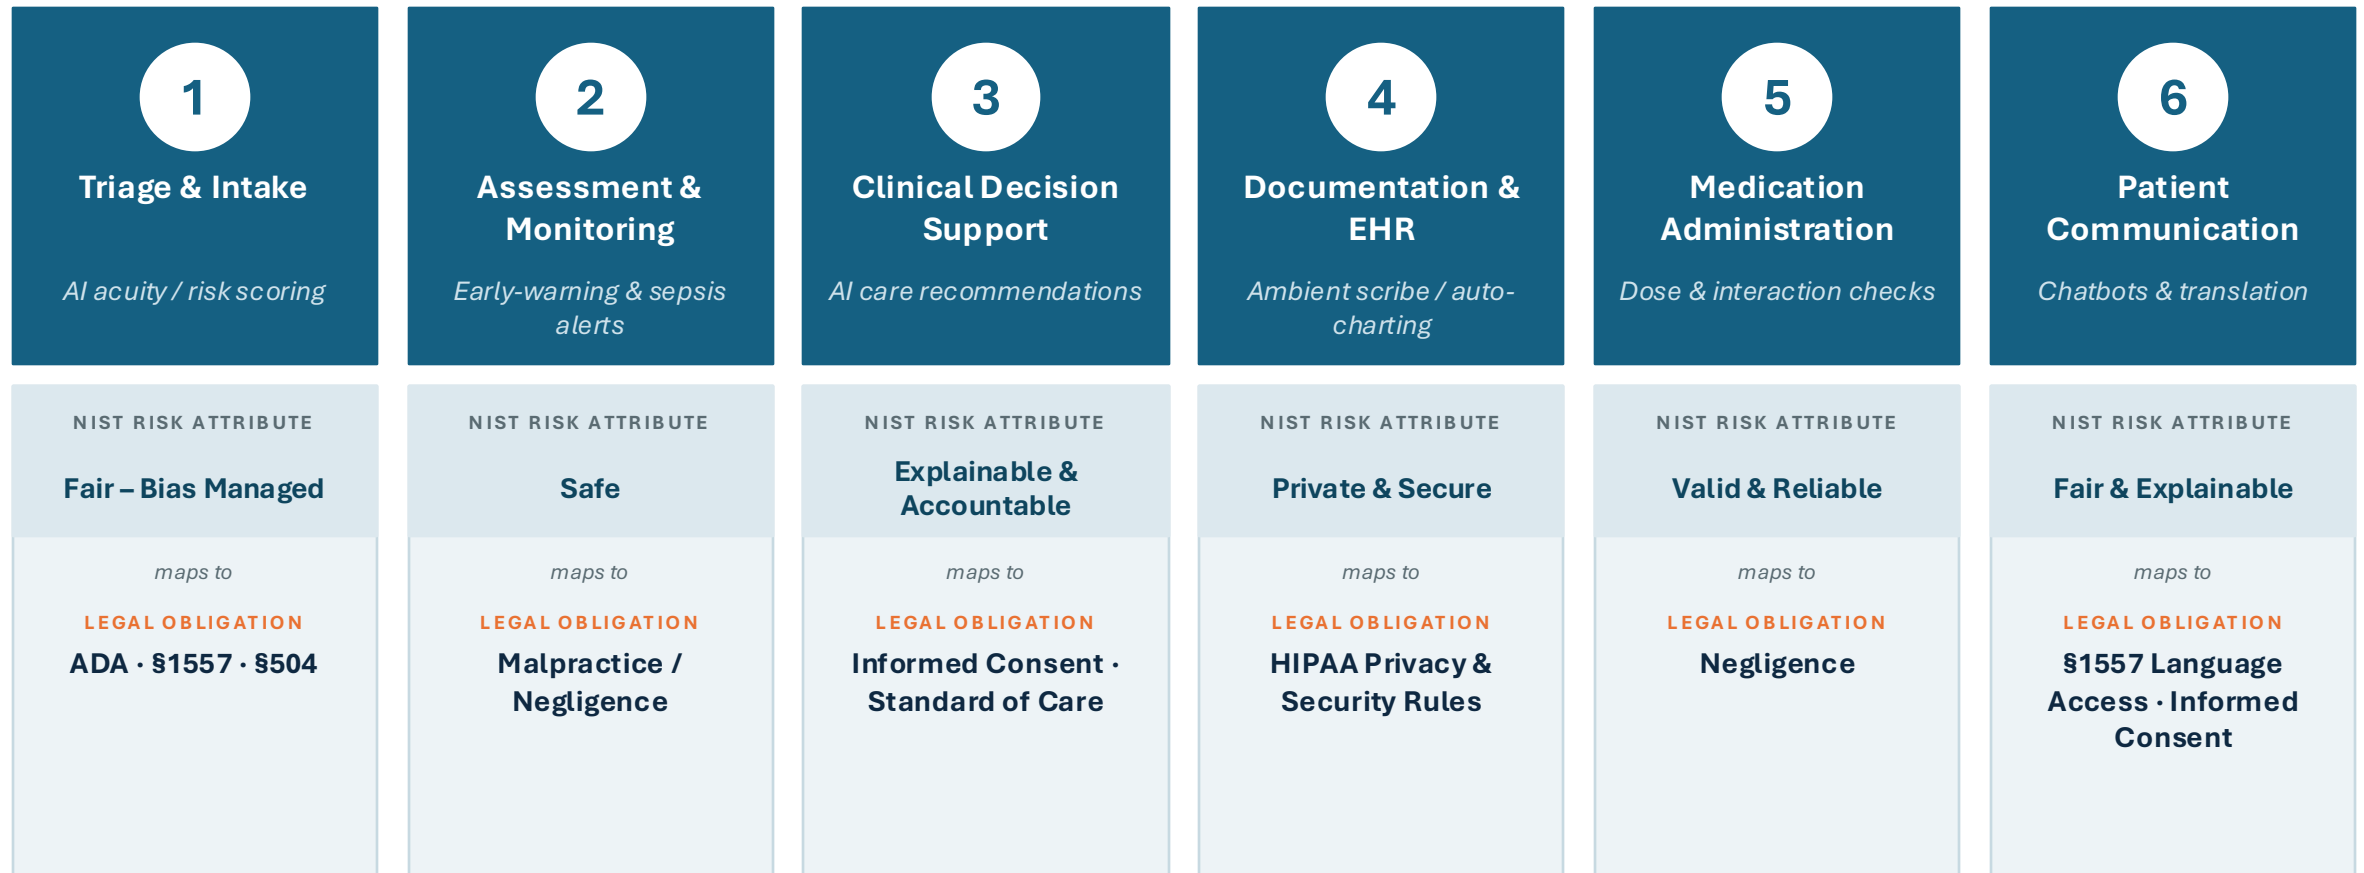 1
Triage & Intake
AI acuity / risk scoring
NIST RISK ATTRIBUTE
Fair – Bias Managed
maps to
LEGAL OBLIGATION
ADA · §1557 · §504
2
Assessment &
Monitoring
Early-warning & sepsis
alerts
NIST RISK ATTRIBUTE
Safe
maps to
LEGAL OBLIGATION
Malpractice /
Negligence
3
Clinical Decision
Support
AI care recommendations
NIST RISK ATTRIBUTE
Explainable &
Accountable
maps to
LEGAL OBLIGATION
Informed Consent ·
Standard of Care
4
Documentation &
EHR
Ambient scribe / auto-
charting
NIST RISK ATTRIBUTE
Private & Secure
maps to
LEGAL OBLIGATION
HIPAA Privacy &
Security Rules
5
Medication
Administration
Dose & interaction checks
NIST RISK ATTRIBUTE
Valid & Reliable
maps to
LEGAL OBLIGATION
Negligence
6
Patient
Communication
Chatbots & translation
NIST RISK ATTRIBUTE
Fair & Explainable
maps to
LEGAL OBLIGATION
§1557 Language
Access · Informed
Consent